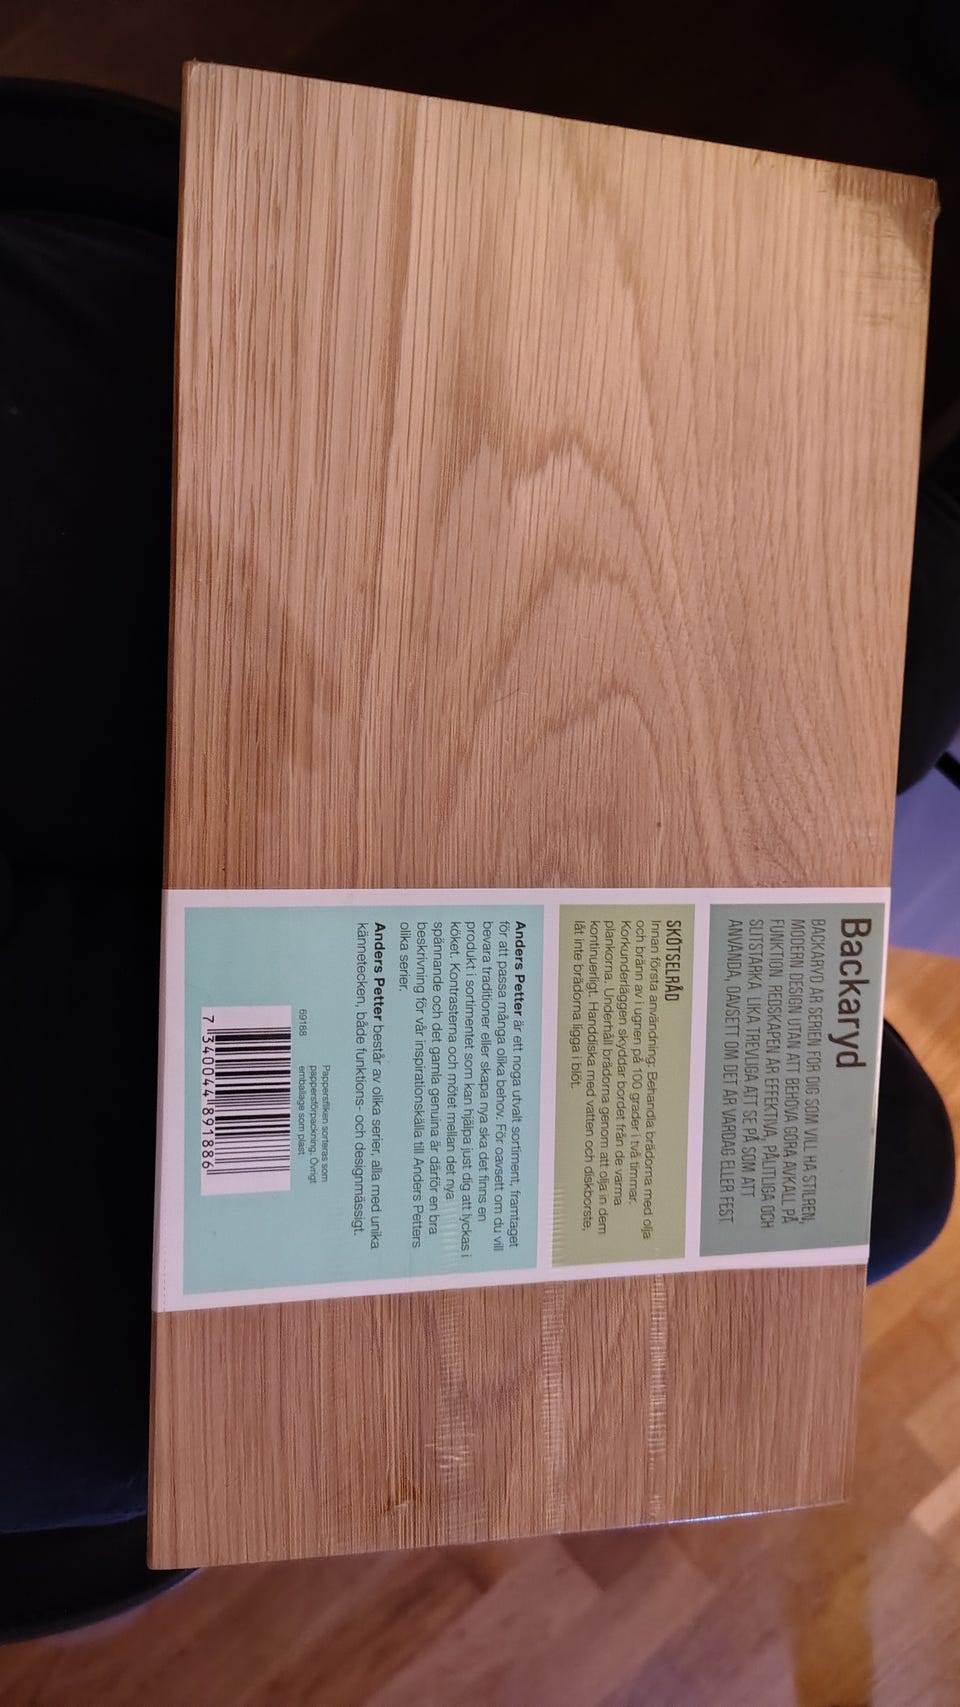 Backaryd
BACKARYD ÄR SERIEN FÖR DIG SOM VILL HA STILREN,
MODERN DESIGN UTAN ATT BEHÖVA GÖRA AVKALL PÅ
FUNKTION. REDSKAPEN ÄR EFFEKTIVA, PÅLITLIGA OCH
SLITSTARKA. LIKA TREVLIGA ATT SE PÅ SOM ATT
ANVÄNDA, OAVSETT OM DET ÄR VARDAG ELLER FEST
SKÖTSELRÅD
Innan första användning: Behandla brädorna med olja
och bränn av i ugnen på 100 grader i två timmar.
Korkunderläggen skyddar bordet från de varma
plankorna. Underhåll brädorna genom att olja in dem
kontinuerligt. Handdiska med vatten och diskborste,
låt inte brädorna ligga i blöt.
Anders Petter är ett noga utvalt sortiment, framtaget
för att passa många olika behov. För oavsett om du vill
bevara traditioner eller skapa nya ska det finns en
produkt i sortimentet som kan hjälpa just dig att lyckas i
köket. Kontrasterna och mötet mellan det nya
spännande och det gamla genuina är därför en bra
beskrivning för vår inspirationskälla till Anders Petters
olika serier.
Anders Petter består av olika serier, alla med unika
kännetecken, både funktions- och designmässigt.
Pappersfliken sorteras som
pappersförpackning, Övrigt
emballage som plast
69188
7 340044 891886